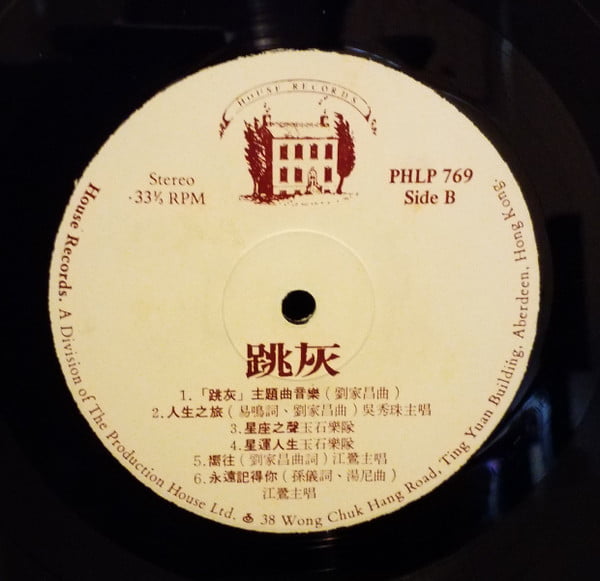 HOUSE RECORDS
Stereo
33⅓ RPM
PHLP 769
Side B
跳灰
1.「跳灰」主題曲音樂(劉家昌曲)
2.人生之旅(易鳴詞、劉家昌曲)吳秀珠主唱
3.星座之聲玉石樂隊
4.星運人生玉石樂隊
5.嚮往(劉家昌曲詞)江鷺主唱
6.永遠記得你(孫儀詞、湯尼曲)
江鷺主唱
House Records. A Division of The Production House Ltd. 38 Wong Chuk Hang Road, Ting Yuan Building, Aberdeen, Hong Kong.